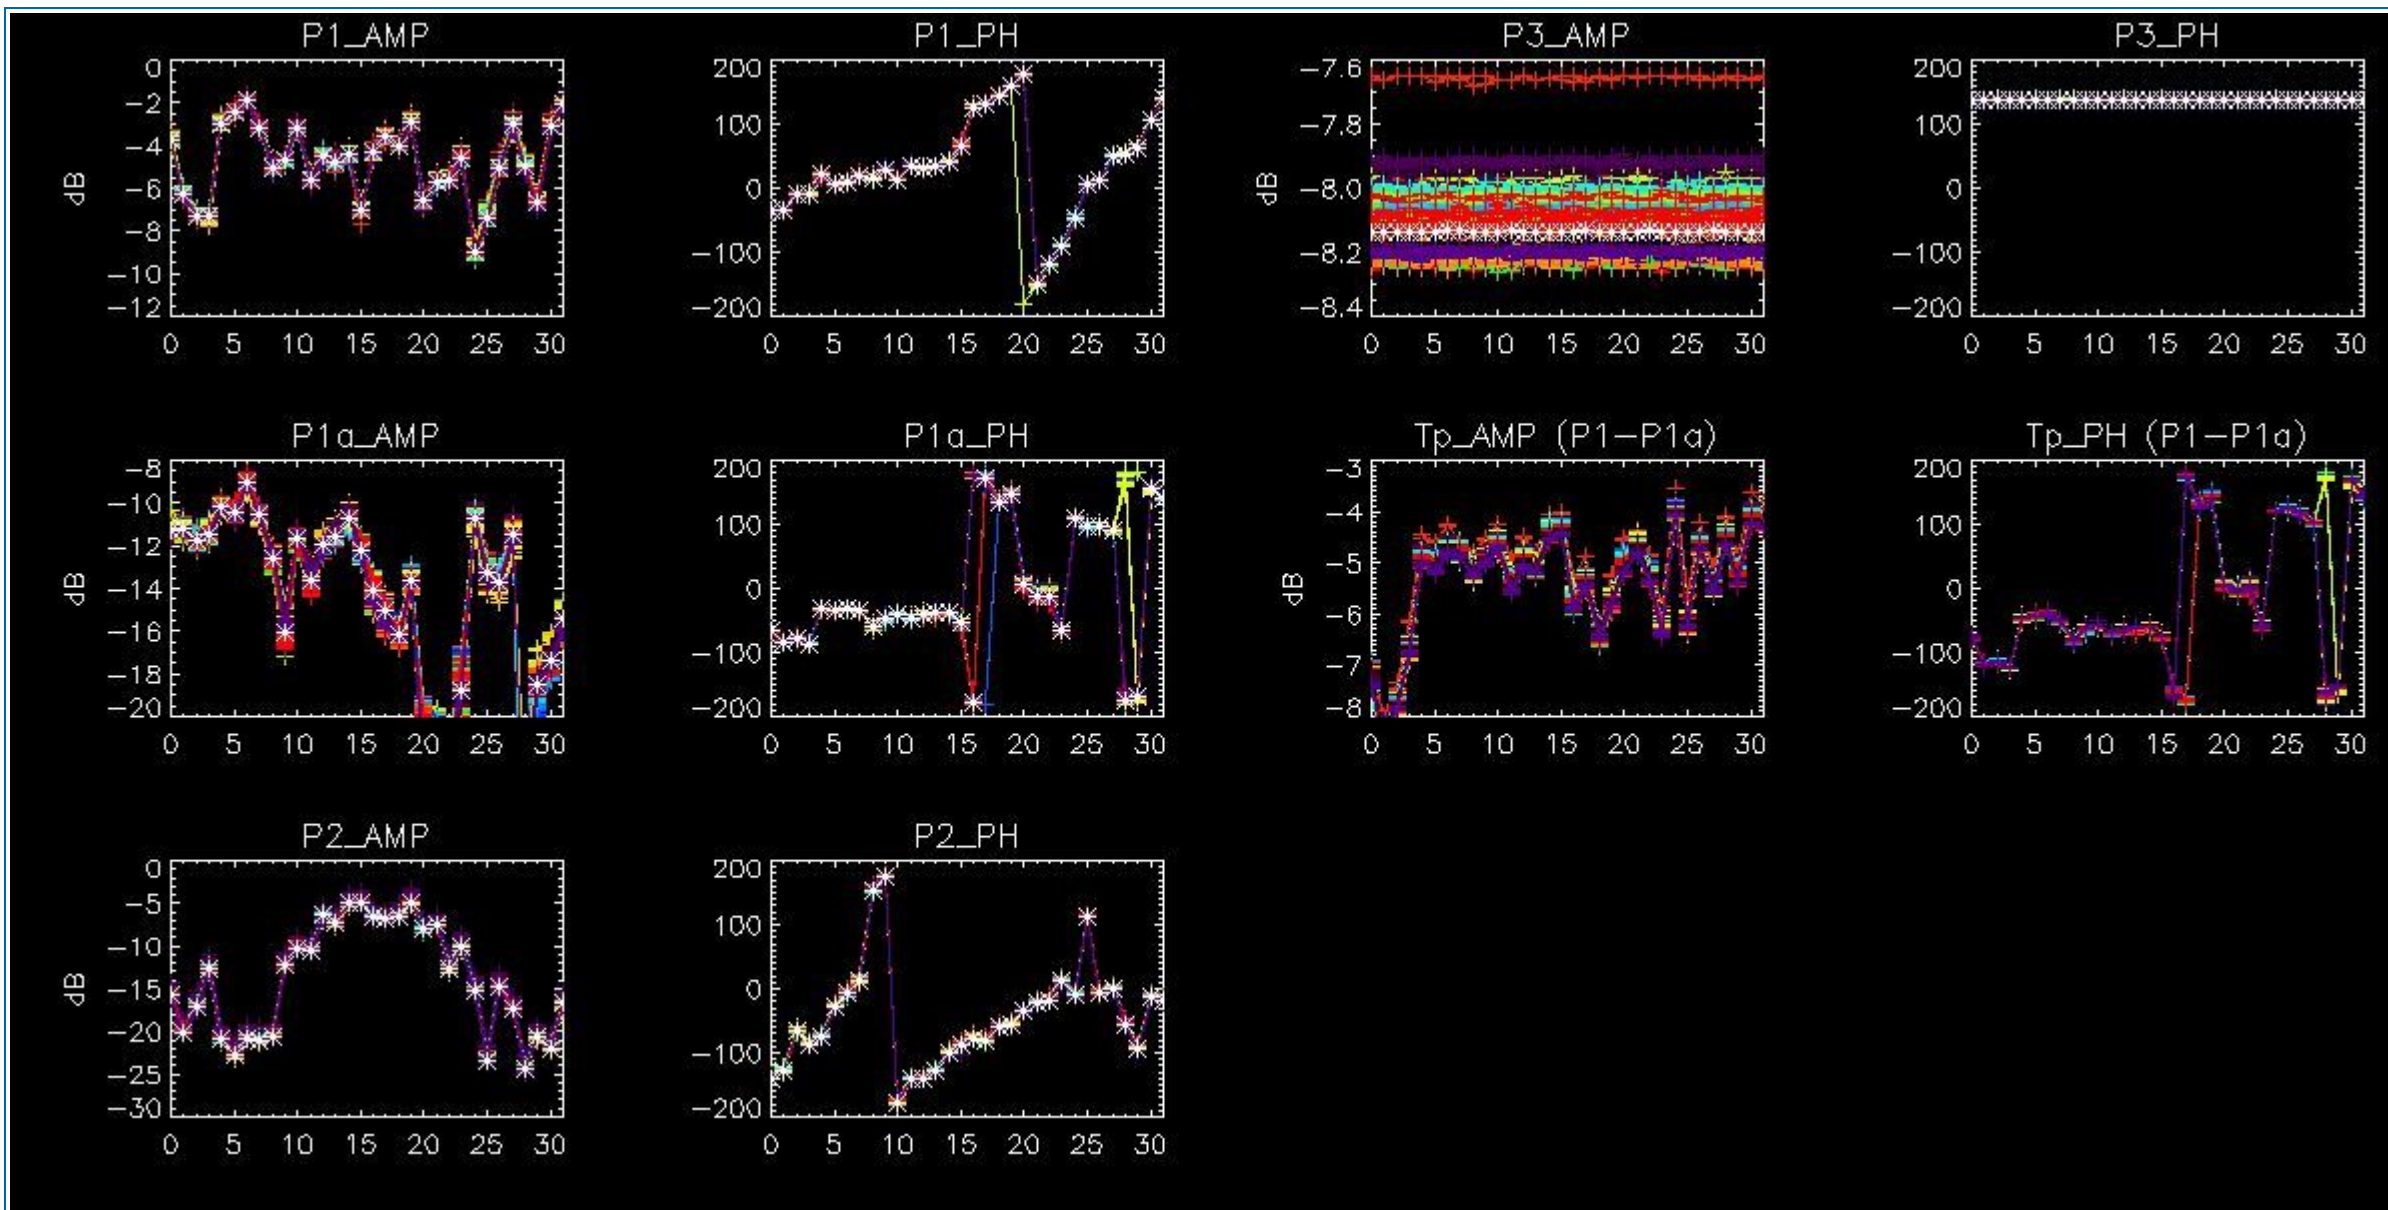 P1_AMP
0
−2
−4
−6
−8
−10
−12
dB
0 5 10 15 20 25 30
P1_PH
200
100
0
−100
−200
0 5 10 15 20 25 30
P3_AMP
−7.6
−7.8
−8.0
−8.2
−8.4
dB
0 5 10 15 20 25 30
P3_PH
200
100
0
−100
−200
0 5 10 15 20 25 30
P1a_AMP
−8
−10
−12
−14
−16
−18
−20
dB
0 5 10 15 20 25 30
P1a_PH
200
100
0
−100
−200
0 5 10 15 20 25 30
Tp_AMP (P1−P1a)
−3
−4
−5
−6
−7
−8
dB
0 5 10 15 20 25 30
Tp_PH (P1−P1a)
200
100
0
−100
−200
0 5 10 15 20 25 30
P2_AMP
0
−5
−10
−15
−20
−25
−30
dB
0 5 10 15 20 25 30
P2_PH
200
100
0
−100
−200
0 5 10 15 20 25 30